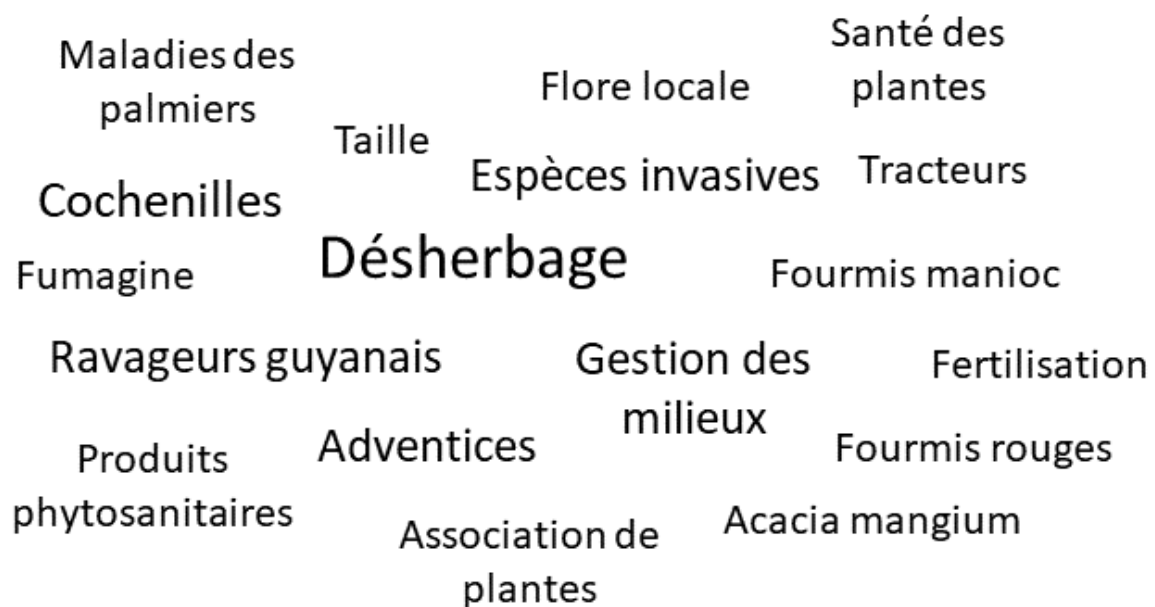 Maladies des
palmiers
Santé des
plantes
Flore locale
Taille
Espèces invasives
Tracteurs
Cochenilles
Désherbage
Fumagine
Fourmis manioc
Ravageurs guyanais
Gestion des
milieux
Fertilisation
Produits
phytosanitaires
Adventices
Fourmis rouges
Association de
plantes
Acacia mangium